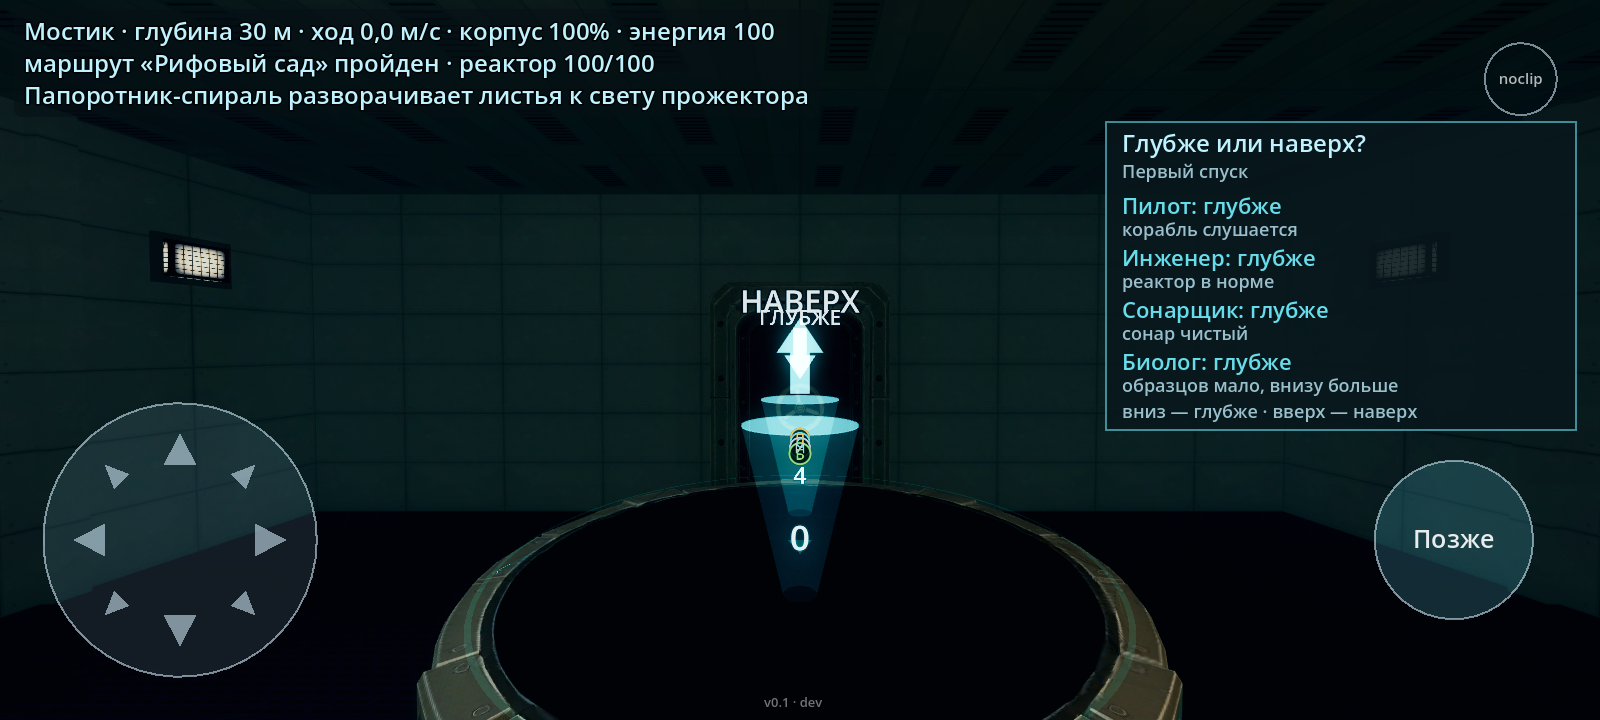 Мостик · глубина 30 м · ход 0,0 м/с · корпус 100% · энергия 100
маршрут «Рифовый сад» пройден · реактор 100/100
Папоротник-спираль разворачивает листья к свету прожектора
noclip
Глубже или наверх?
Первый спуск
Пилот: глубже
корабль слушается
Инженер: глубже
реактор в норме
Сонарщик: глубже
сонар чистый
Биолог: глубже
образцов мало, внизу больше
вниз — глубже · вверх — наверх
НАВЕРХ
ГЛУБЖЕ
Б
4
0
Позже
v0.1 · dev